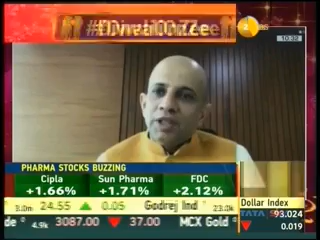 #DiwaliOnZee
10:32
PHARMA STOCKS BUZZING
Cipla Sun Pharma FDC
+1.66% +1.71% +2.12%
24.55 ▲ 0.05 Godrej Ind
3087.00 ▼ 37.00 MCX Gold
Dollar Index
93.024
▼ 0.019